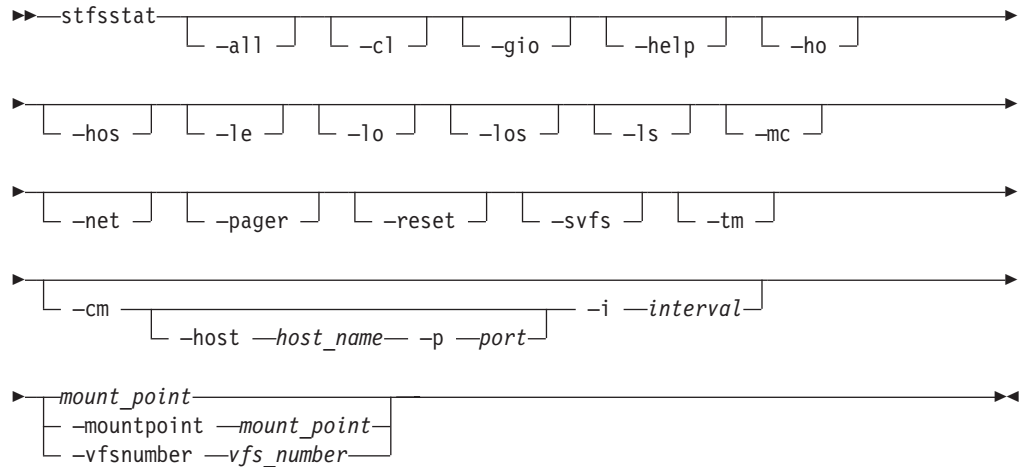 stfsstat
–all –cl –gio –help –ho
–hos –le –lo –los –ls –mc
–net –pager –reset –svfs –tm
–cm –i interval
–host host_name –p port
mount_point
–mountpoint mount_point
–vfsnumber vfs_number